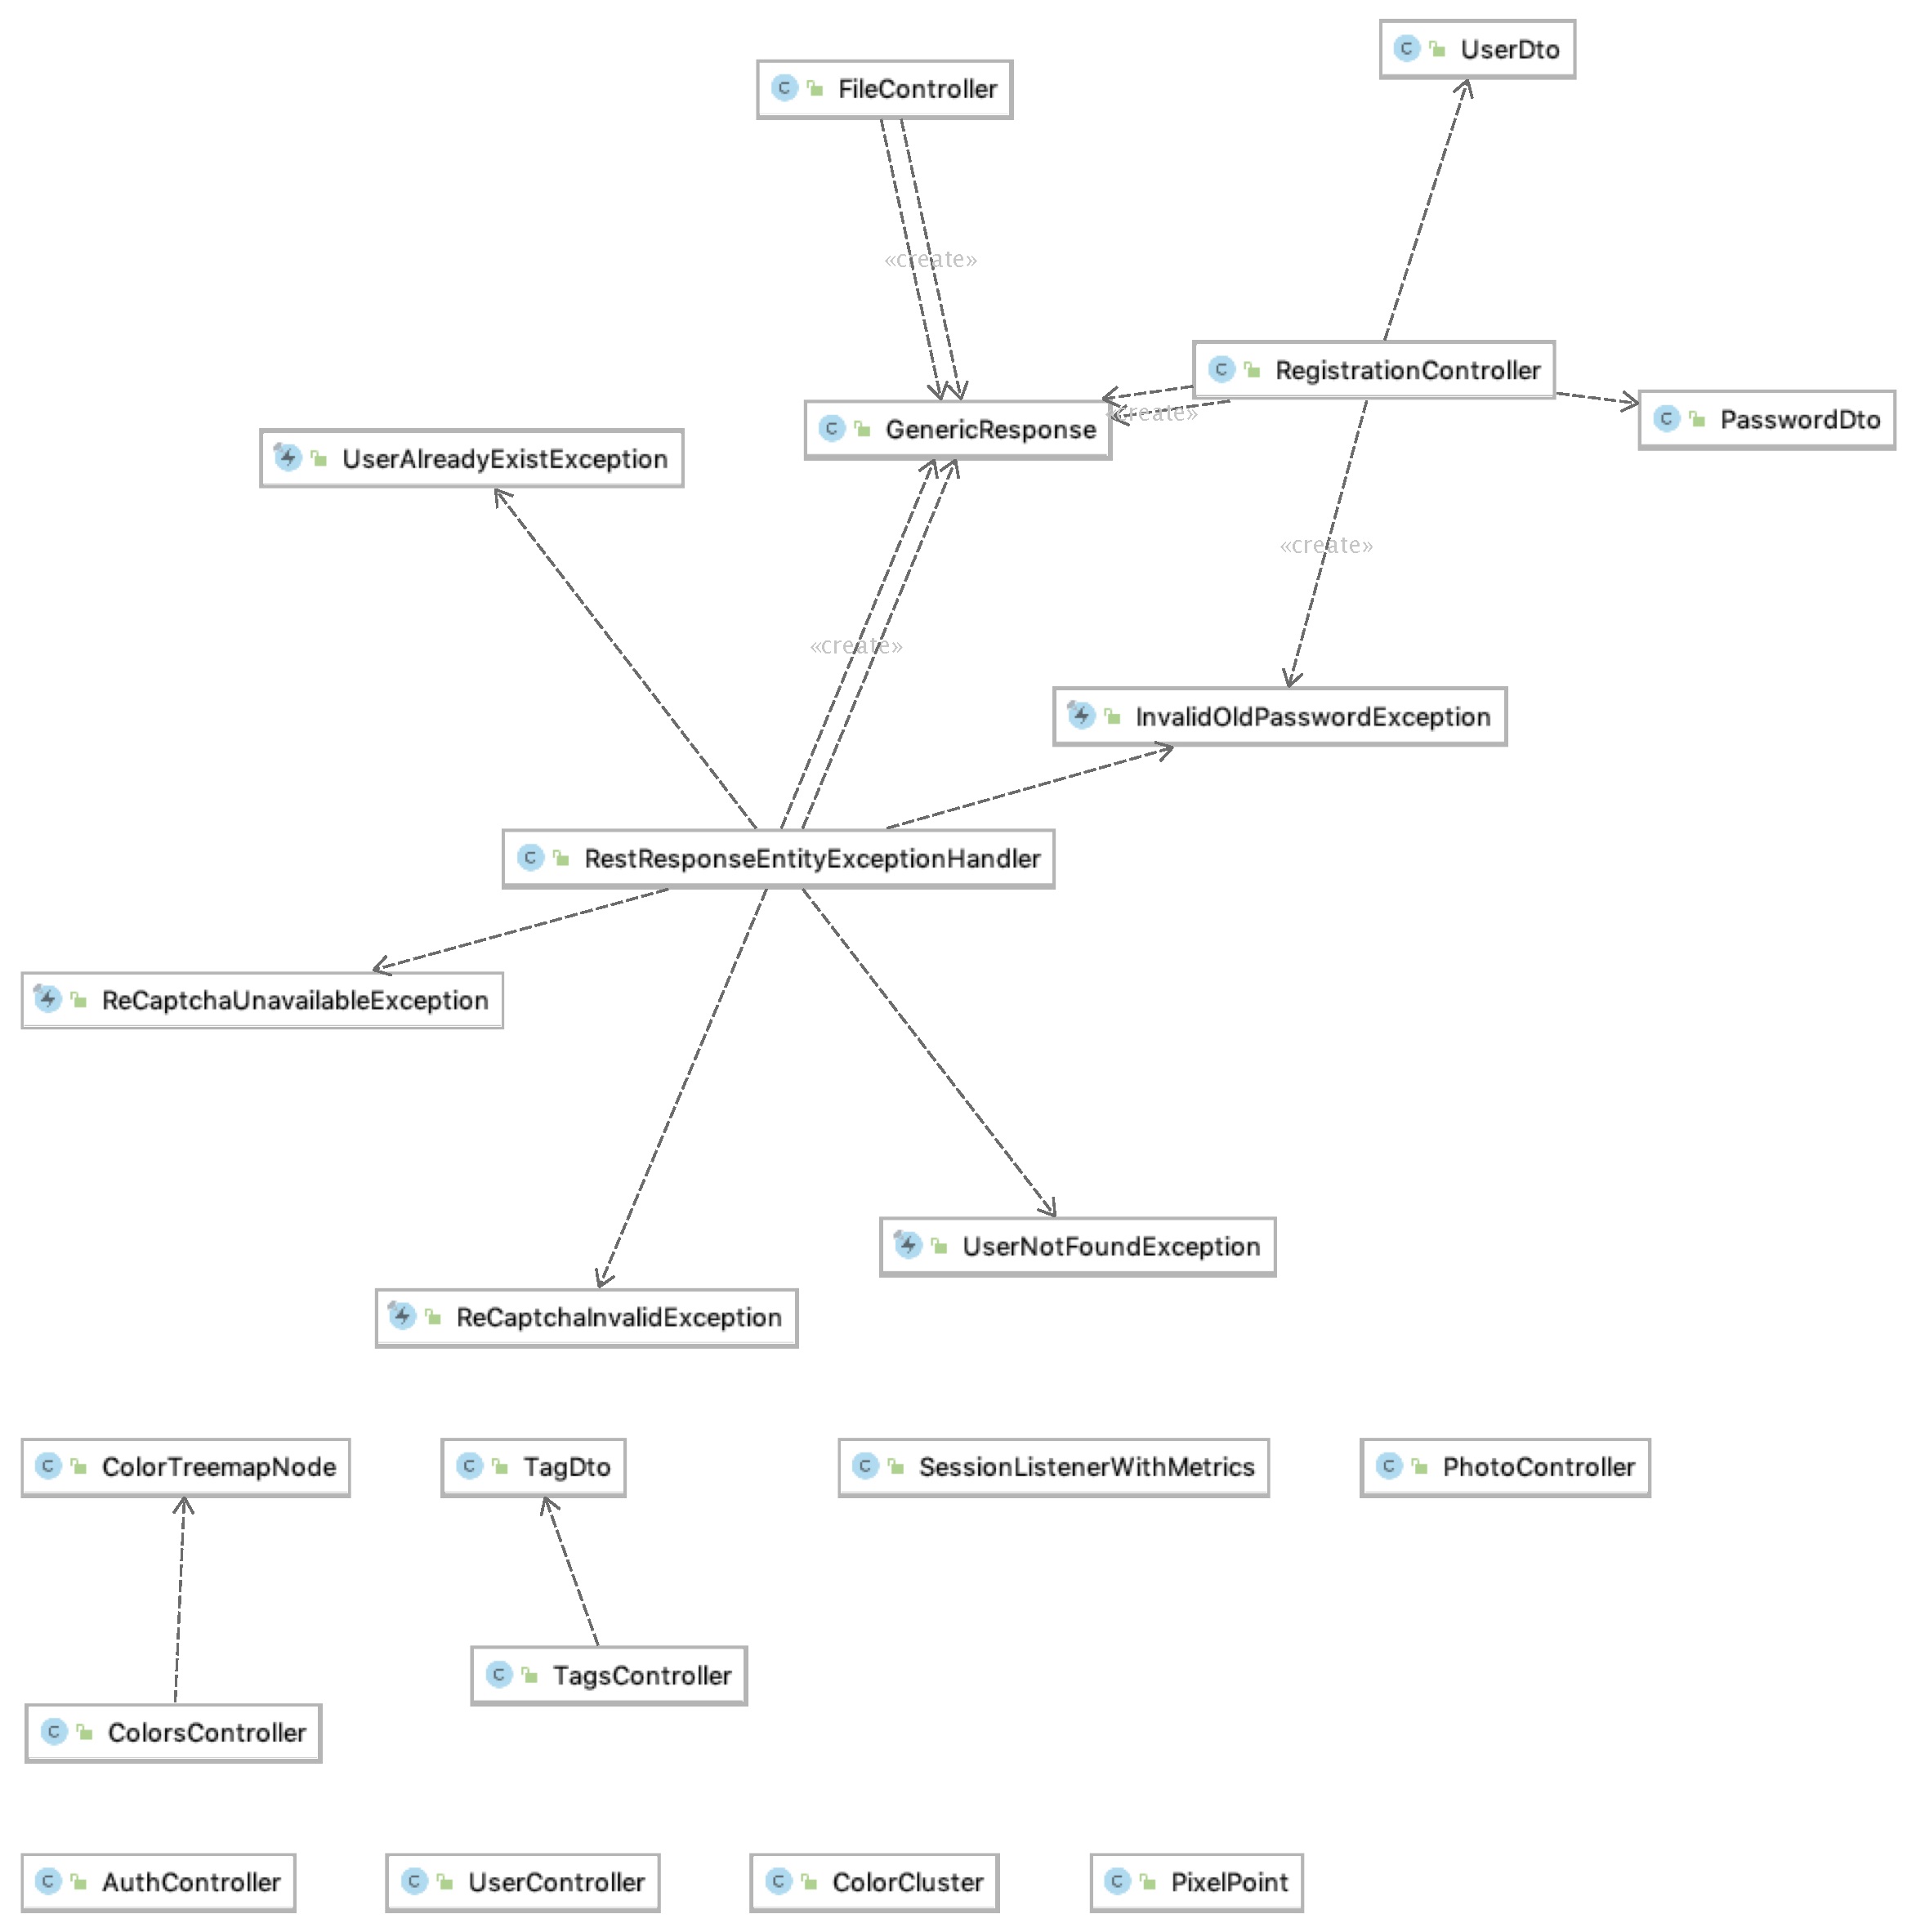 C UserDto
C FileController
«create»
C RegistrationController
«create»
C PasswordDto
C GenericResponse
UserAlreadyExistException
«create»
«create»
InvalidOldPasswordException
C RestResponseEntityExceptionHandler
ReCaptchaUnavailableException
UserNotFoundException
ReCaptchaInvalidException
C ColorTreemapNode
C TagDto
C SessionListenerWithMetrics
C PhotoController
C TagsController
C ColorsController
C AuthController
C UserController
C ColorCluster
C PixelPoint